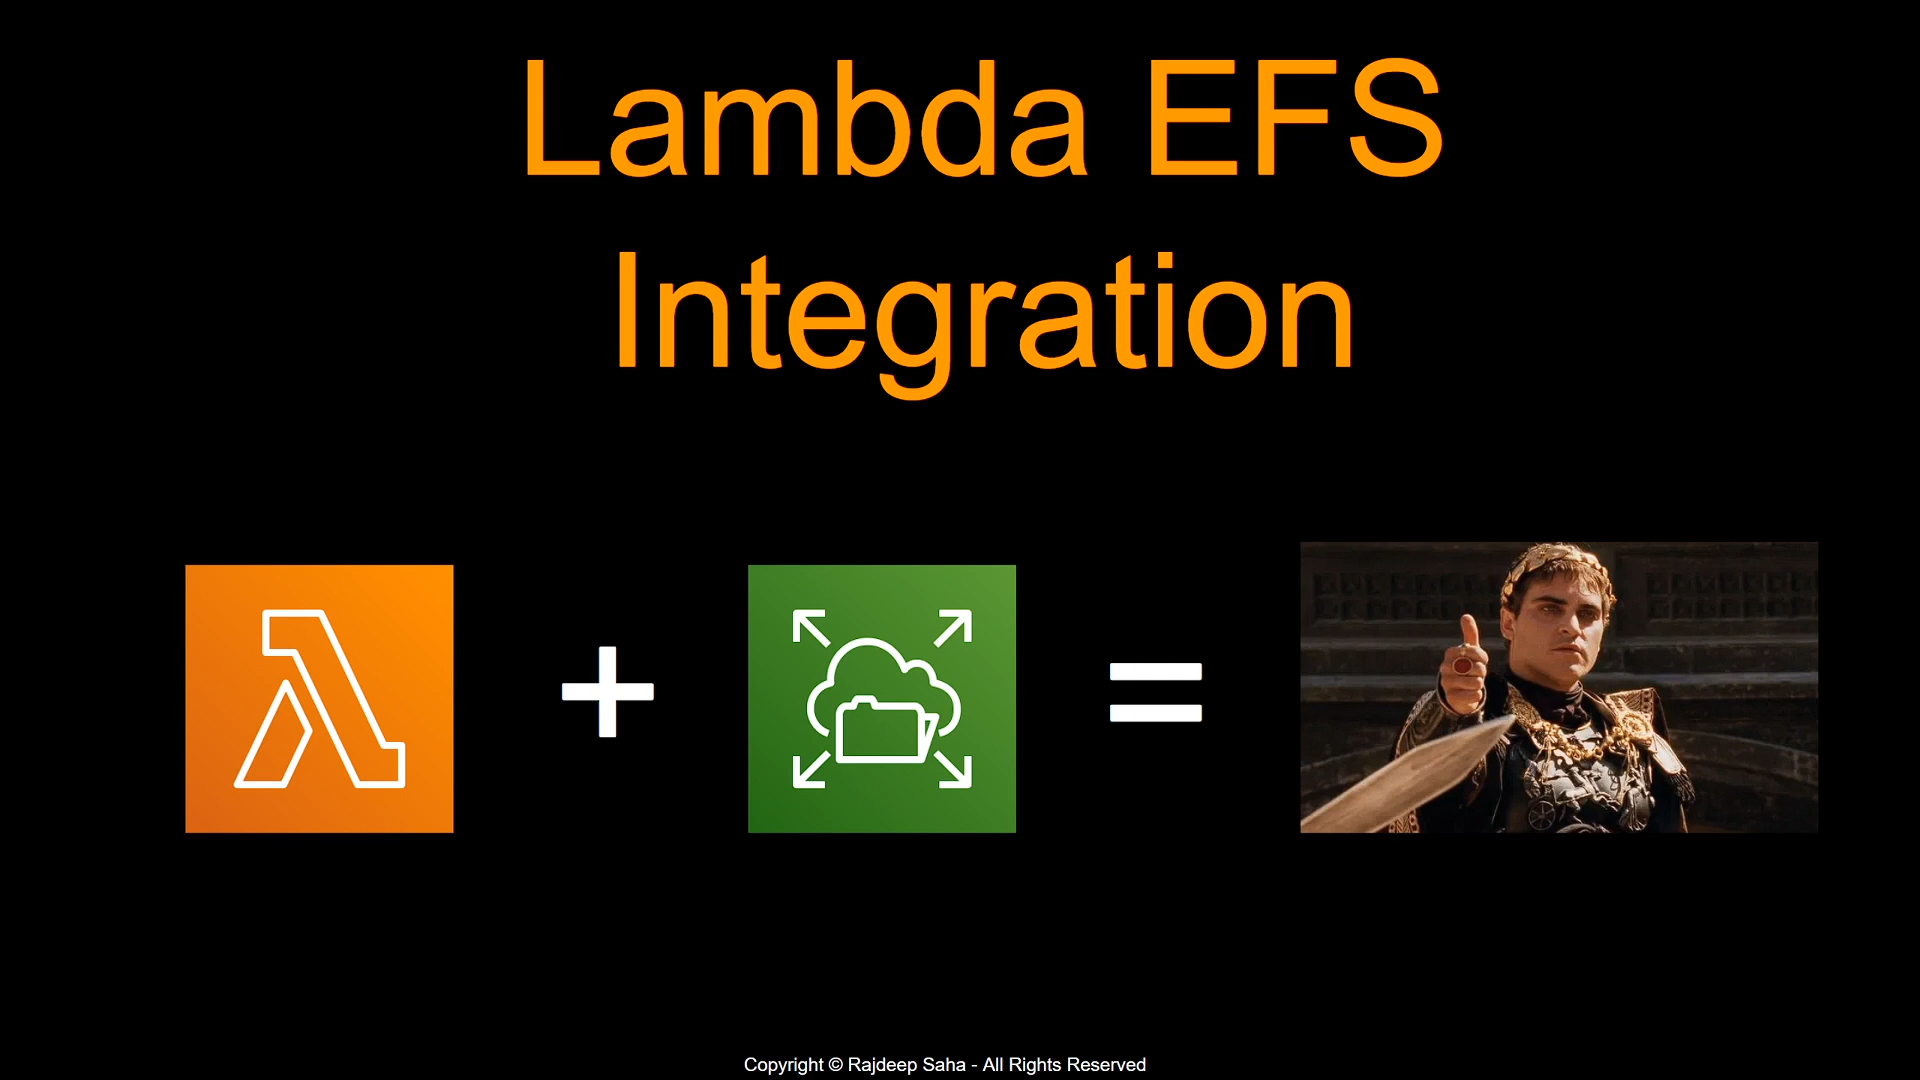 Lambda EFS
Integration
+
=
Copyright © Rajdeep Saha - All Rights Reserved